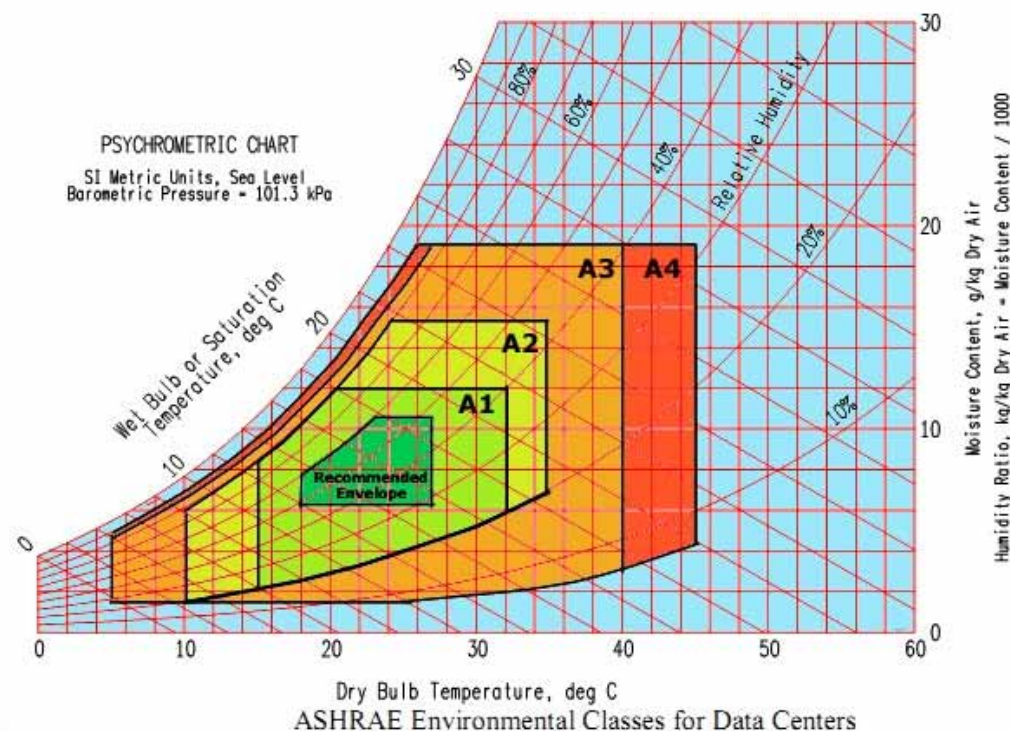 PSYCHROMETRIC CHART
SI Metric Units, Sea Level
Barometric Pressure = 101.3 kPa
Wet Bulb or Saturation
Temperature, deg C
0
10
20
30
80%
60%
40%
20%
10%
Relative Humidity
A3
A4
A2
A1
Recommended
Envelope
30
20
10
0
Moisture Content, g/kg Dry Air
Humidity Ratio, kg/kg Dry Air = Moisture Content / 1000
0
10
20
30
40
50
60
Dry Bulb Temperature, deg C
ASHRAE Environmental Classes for Data Centers